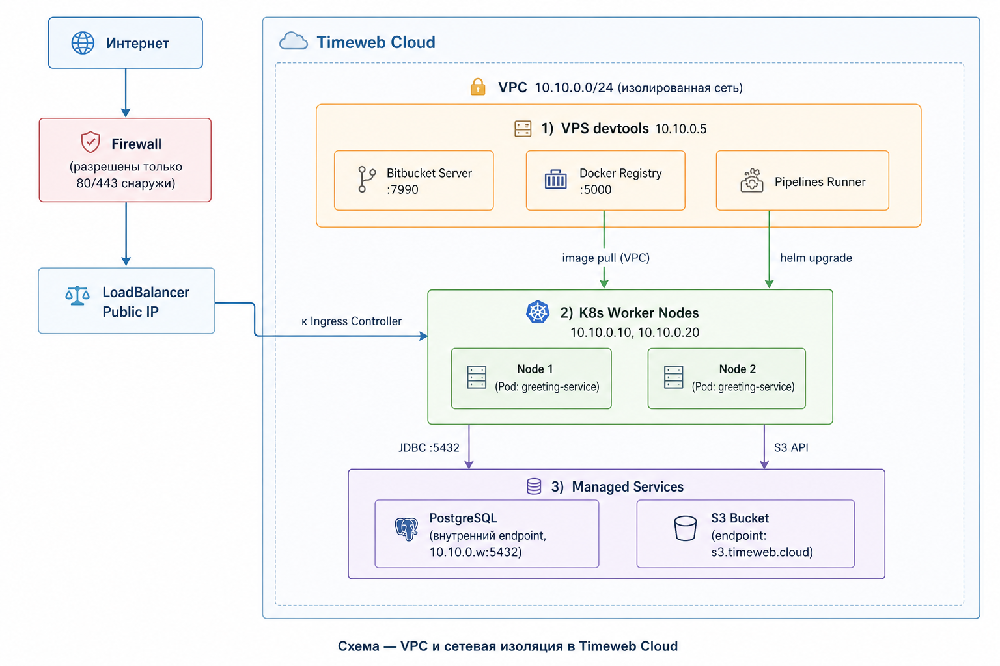 Интернет
Firewall
(разрешены только
80/443 снаружи)
LoadBalancer
Public IP
Timeweb Cloud
VPC 10.10.0.0/24 (изолированная сеть)
1) VPS devtools 10.10.0.5
Bitbucket Server
:7990
Docker Registry
:5000
Pipelines Runner
image pull (VPC)
helm upgrade
к Ingress Controller
2) K8s Worker Nodes
10.10.0.10, 10.10.0.20
Node 1
(Pod: greeting-service)
Node 2
(Pod: greeting-service)
JDBC :5432
S3 API
3) Managed Services
PostgreSQL
(внутренний endpoint,
10.10.0.w:5432)
S3 Bucket
(endpoint:
s3.timeweb.cloud)
Схема — VPC и сетевая изоляция в Timeweb Cloud